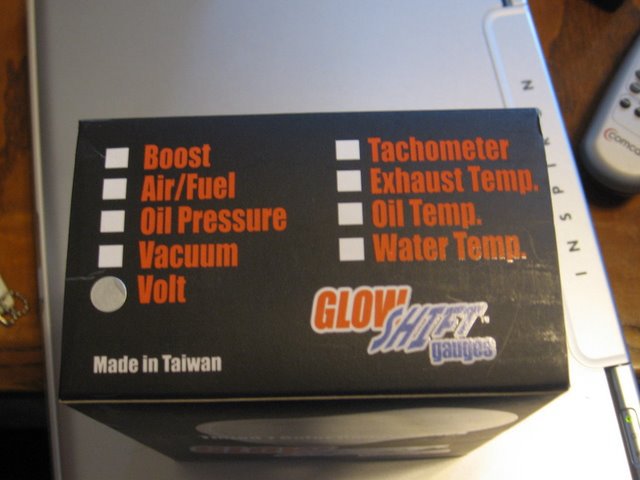 Boost
Air/Fuel
Oil Pressure
Vacuum
Volt
Tachometer
Exhaust Temp.
Oil Temp.
Water Temp.
GLOW SHIFT™
gauges
Made in Taiwan
INSPIRON
comcast